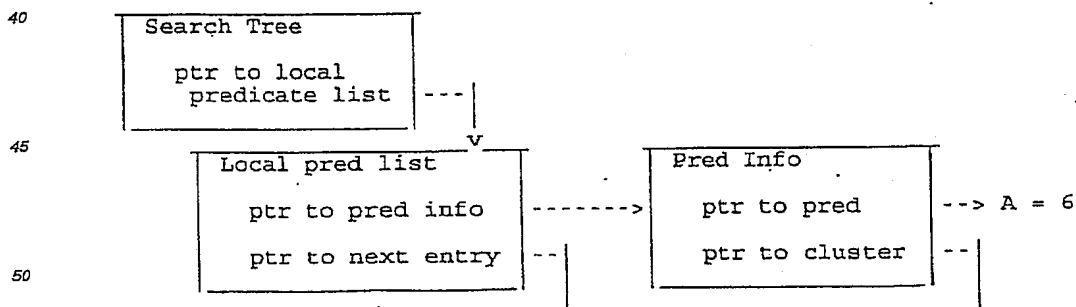 40
Search Tree
ptr to local
predicate list ---
v
45
Local pred list Pred Info
ptr to pred info -------> ptr to pred --> A = 6
ptr to next entry -- ptr to cluster --
50